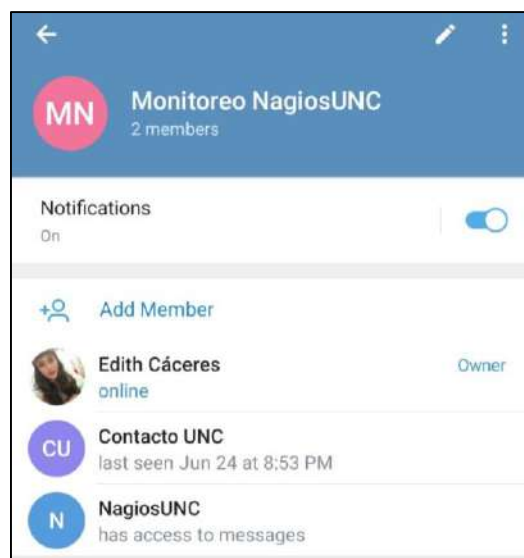 MN
Monitoreo NagiosUNC
2 members
Notifications
On
Add Member
Edith Cáceres
Owner
online
CU
Contacto UNC
last seen Jun 24 at 8:53 PM
N
NagiosUNC
has access to messages